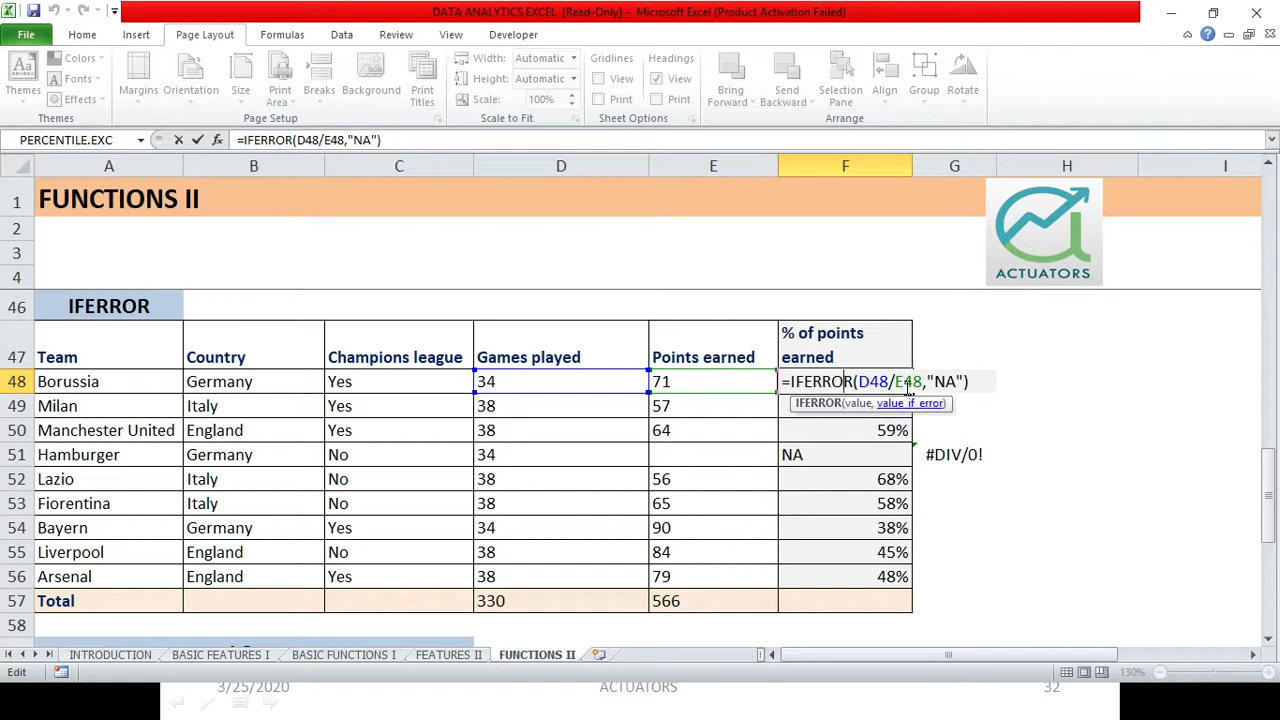 DATA ANALYTICS EXCEL [Read-Only] - Microsoft Excel (Product Activation Failed)
File Home Insert Page Layout Formulas Data Review View Developer
Themes Colors Fonts Effects Margins Orientation Size Print Area Breaks Background Print Titles Width: Automatic Height: Automatic Scale: 100% Gridlines View Print Headings View Print Bring Forward Send Backward Selection Pane Align Group Rotate
Themes Page Setup Scale to Fit Sheet Options Arrange
PERCENTILE.EXC fx =IFERROR(D48/E48,"NA")
A B C D E F G H I
1 FUNCTIONS II
2
3
4 ACTUATORS
46 IFERROR
47 Team Country Champions league Games played Points earned % of points earned
48 Borussia Germany Yes 34 71 =IFERROR(D48/E48,"NA")
IFERROR(value, value_if_error)
49 Milan Italy Yes 38 57
50 Manchester United England Yes 38 64 59%
51 Hamburger Germany No 34 NA #DIV/0!
52 Lazio Italy No 38 56 68%
53 Fiorentina Italy No 38 65 58%
54 Bayern Germany Yes 34 90 38%
55 Liverpool England No 38 84 45%
56 Arsenal England Yes 38 79 48%
57 Total 330 566
58
INTRODUCTION BASIC FEATURES I BASIC FUNCTIONS I FEATURES II FUNCTIONS II
Edit 130%
3/25/2020 ACTUATORS 32